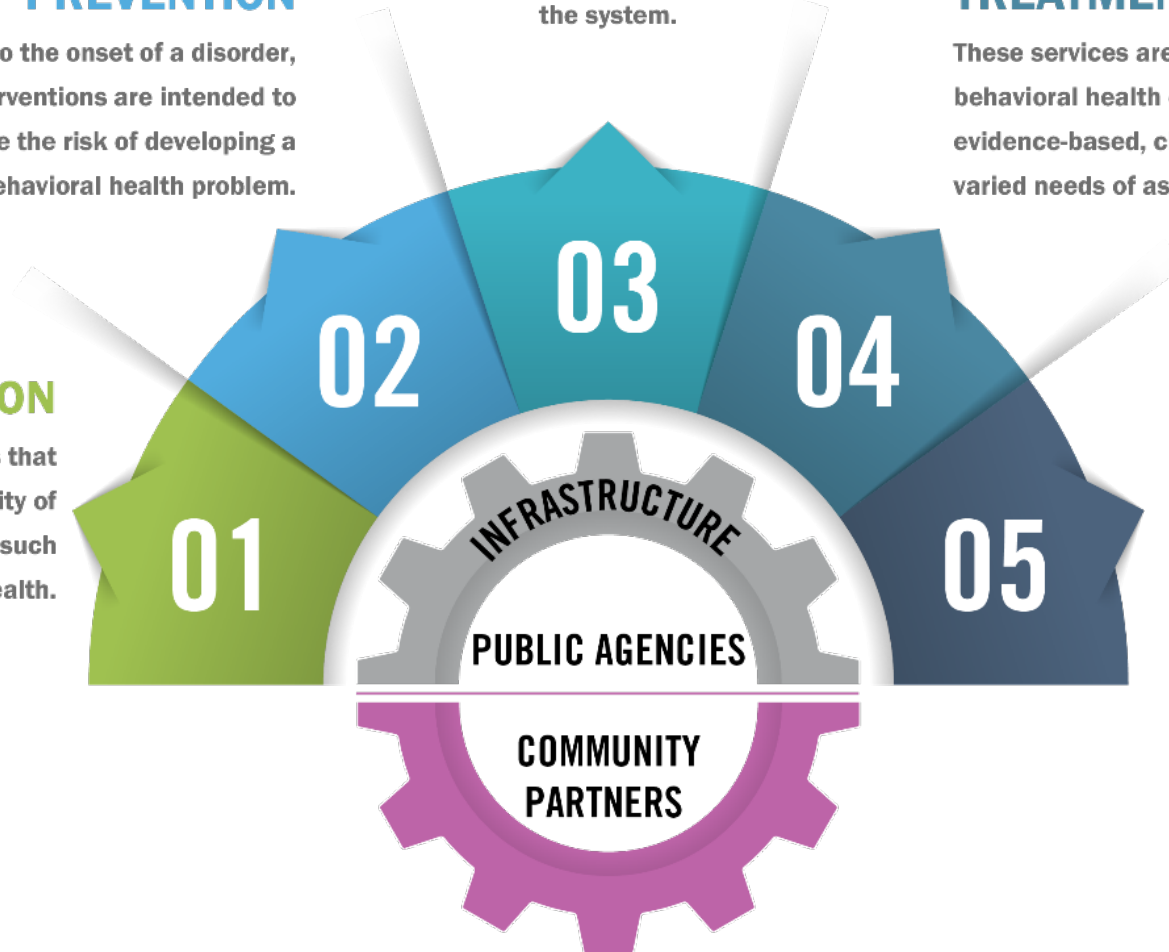 PREVENTION
o the onset of a disorder,
rventions are intended to
e the risk of developing a
ehavioral health problem.
the system.
TREATMEN
These services are
behavioral health
evidence-based, c
varied needs of as
ON
that
ity of
such
ealth.
01
02
03
04
05
INFRASTRUCTURE
PUBLIC AGENCIES
COMMUNITY
PARTNERS